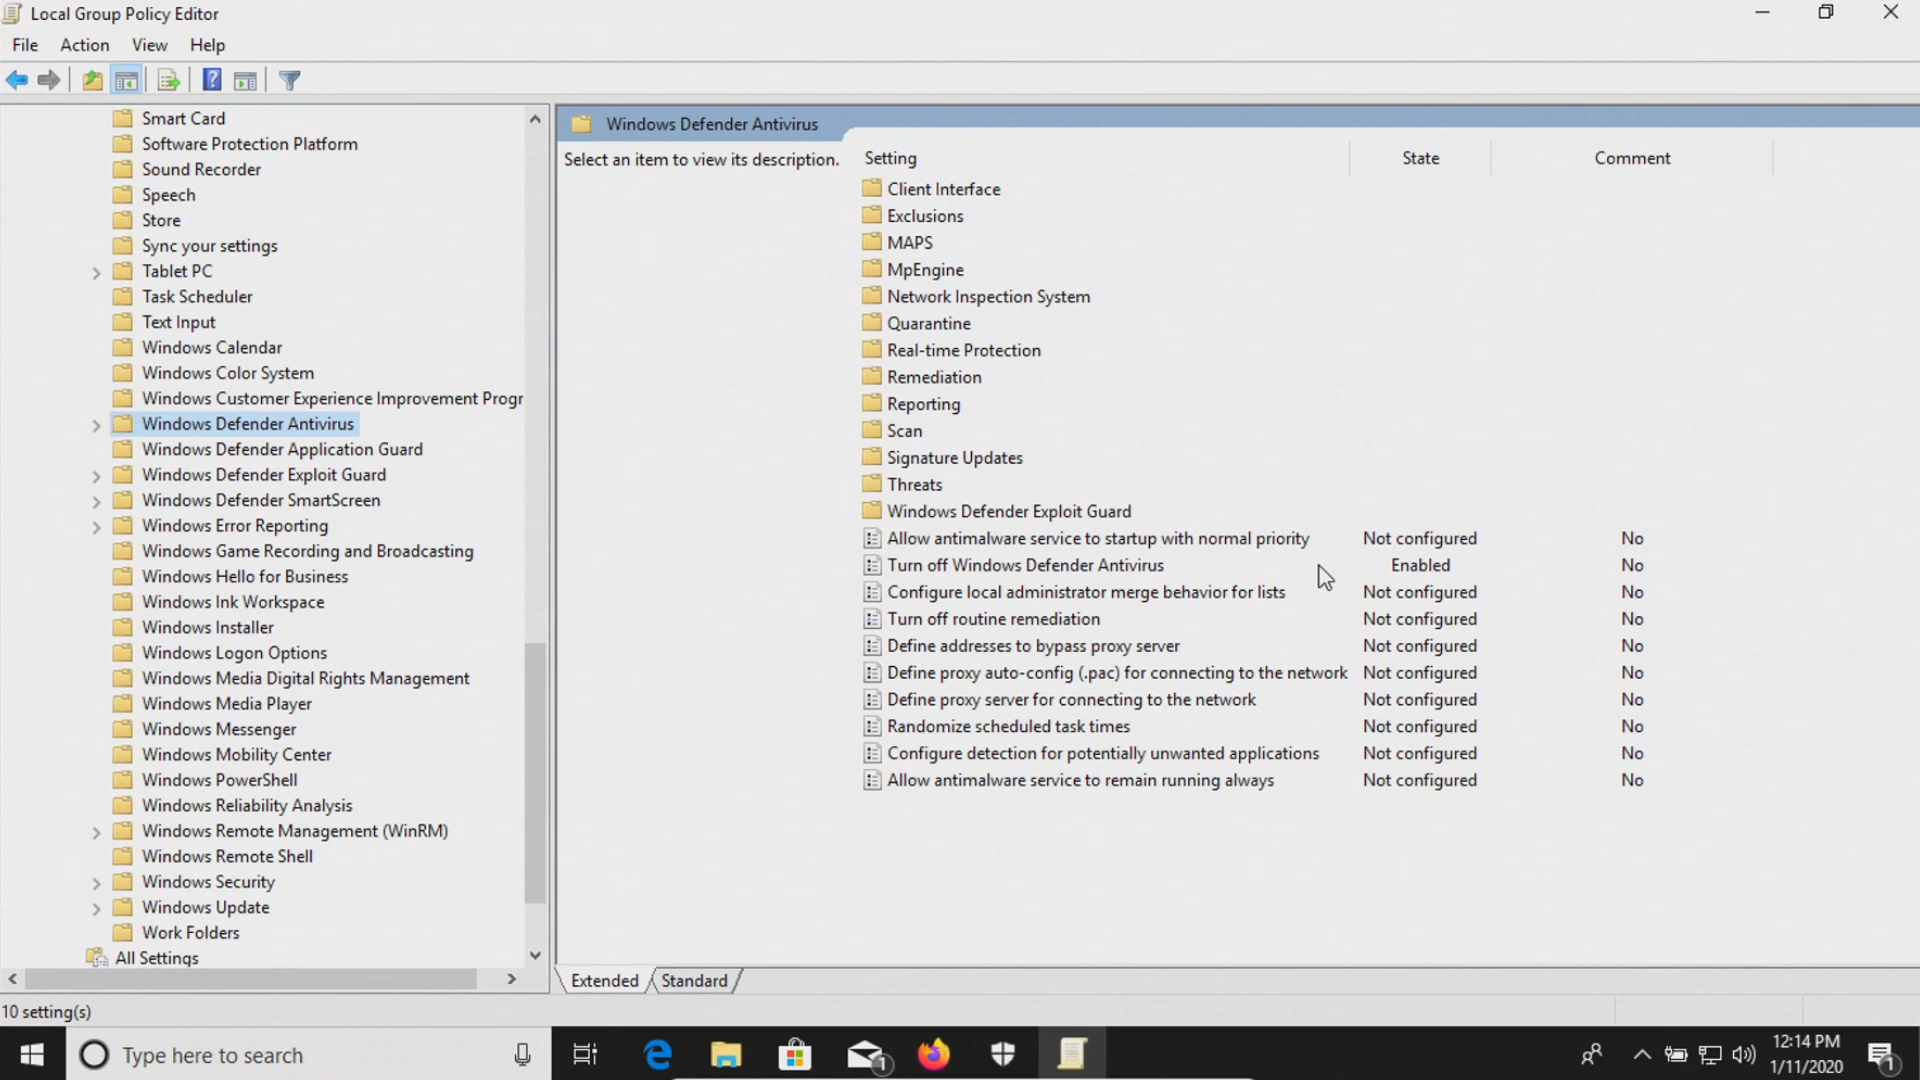 Local Group Policy Editor
File Action View Help
Smart Card
Software Protection Platform
Sound Recorder
Speech
Store
Sync your settings
Tablet PC
Task Scheduler
Text Input
Windows Calendar
Windows Color System
Windows Customer Experience Improvement Progr
Windows Defender Antivirus
Windows Defender Application Guard
Windows Defender Exploit Guard
Windows Defender SmartScreen
Windows Error Reporting
Windows Game Recording and Broadcasting
Windows Hello for Business
Windows Ink Workspace
Windows Installer
Windows Logon Options
Windows Media Digital Rights Management
Windows Media Player
Windows Messenger
Windows Mobility Center
Windows PowerShell
Windows Reliability Analysis
Windows Remote Management (WinRM)
Windows Remote Shell
Windows Security
Windows Update
Work Folders
All Settings
Windows Defender Antivirus
Select an item to view its description.
Setting State Comment
Client Interface
Exclusions
MAPS
MpEngine
Network Inspection System
Quarantine
Real-time Protection
Remediation
Reporting
Scan
Signature Updates
Threats
Windows Defender Exploit Guard
Allow antimalware service to startup with normal priority Not configured No
Turn off Windows Defender Antivirus Enabled No
Configure local administrator merge behavior for lists Not configured No
Turn off routine remediation Not configured No
Define addresses to bypass proxy server Not configured No
Define proxy auto-config (.pac) for connecting to the network Not configured No
Define proxy server for connecting to the network Not configured No
Randomize scheduled task times Not configured No
Configure detection for potentially unwanted applications Not configured No
Allow antimalware service to remain running always Not configured No
Extended Standard
10 setting(s)
Type here to search
1
12:14 PM
1/11/2020
1